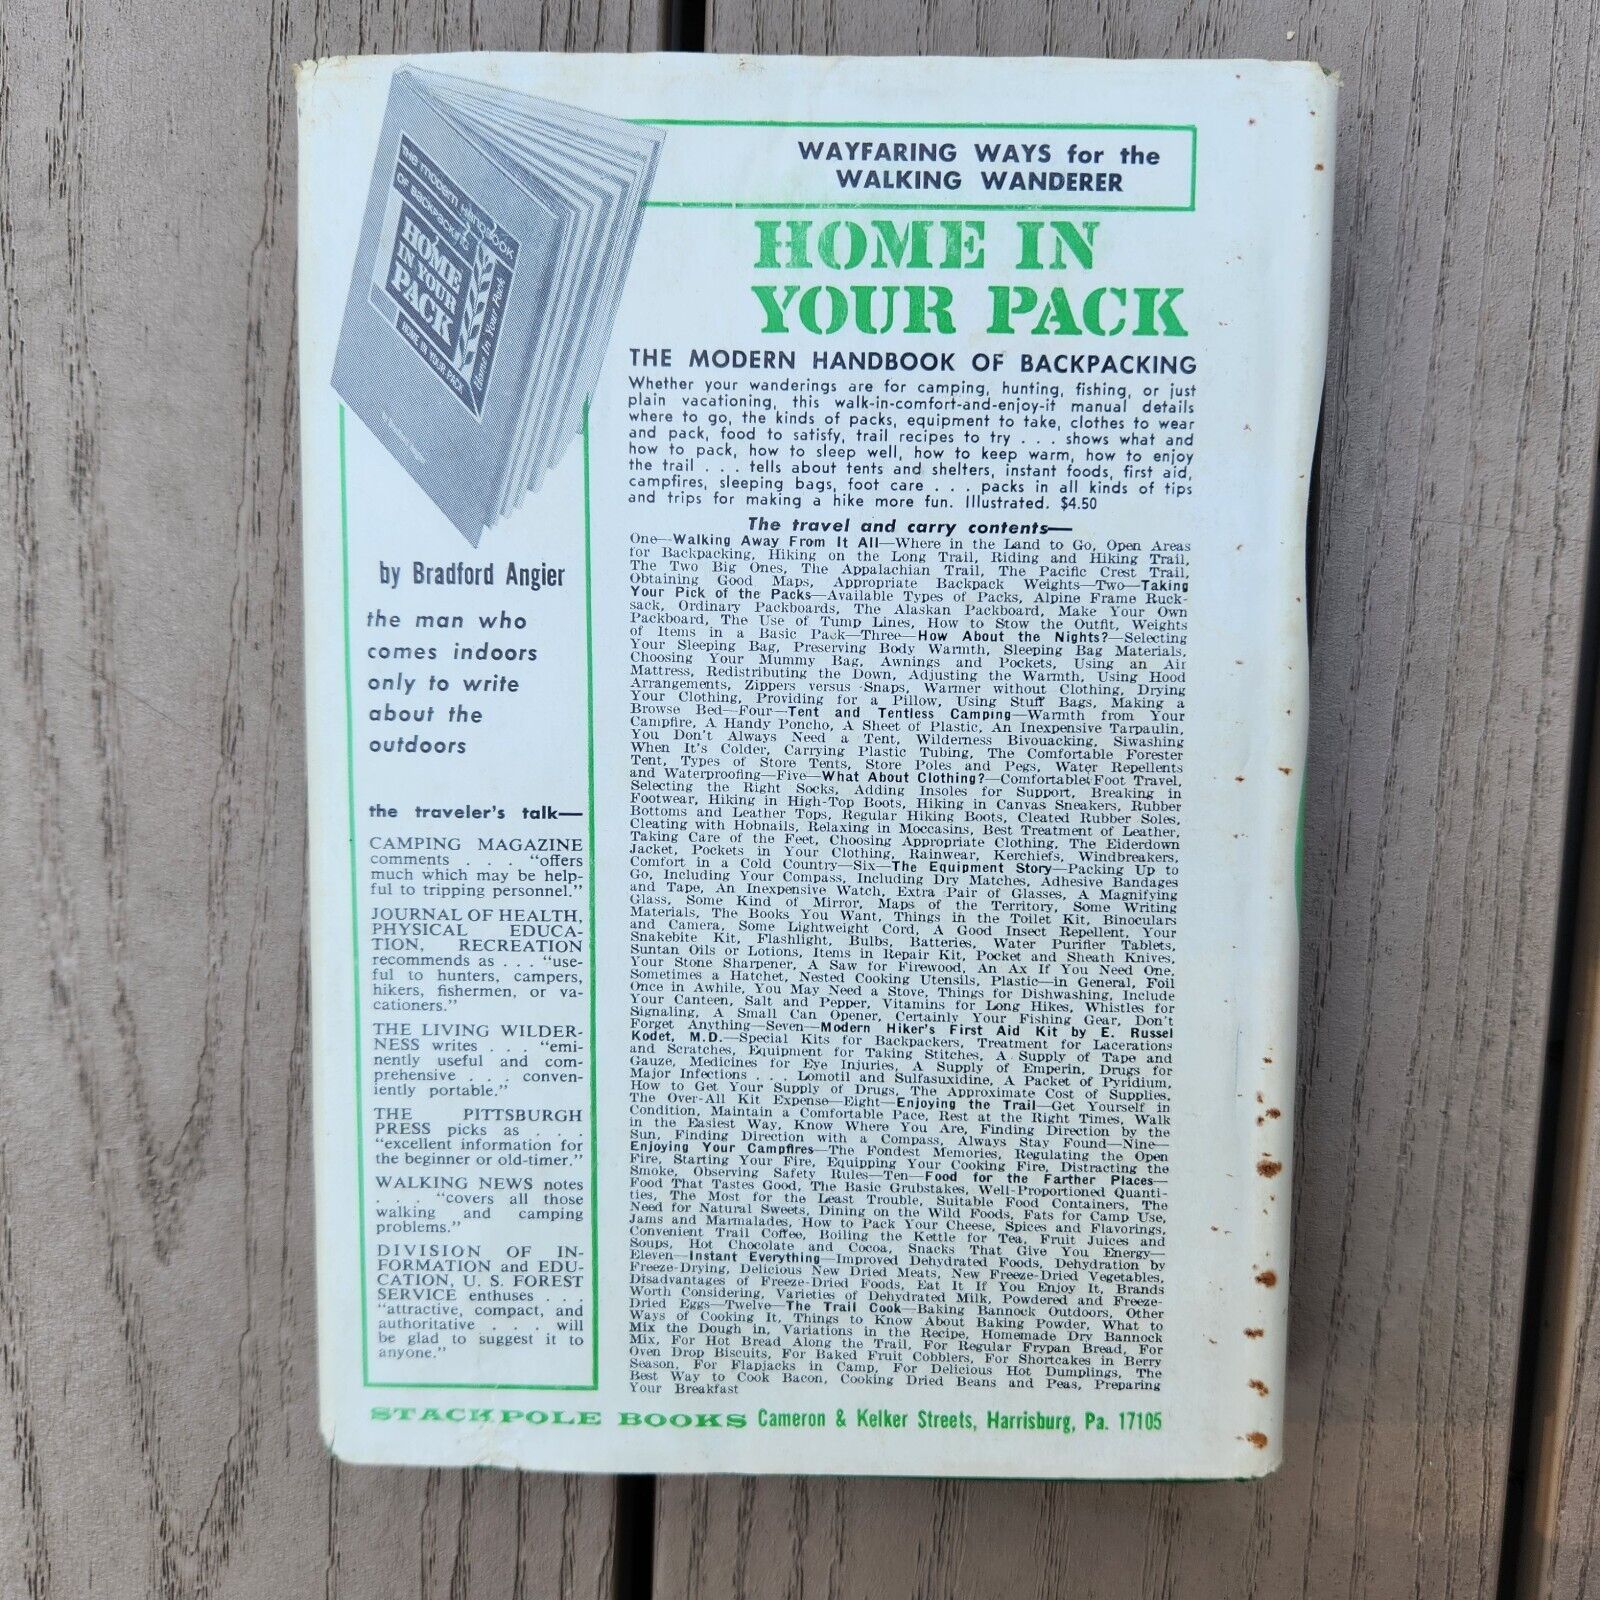 THE MODERN HANDBOOK
OF BACKPACKING
HOME
IN YOUR
PACK
HOME IN YOUR PACK
Home In Your Pack
by Bradford Angier
WAYFARING WAYS for the
WALKING WANDERER
HOME IN
YOUR PACK
THE MODERN HANDBOOK OF BACKPACKING
Whether your wanderings are for camping, hunting, fishing, or just
plain vacationing, this walk-in-comfort-and-enjoy-it manual details
where to go, the kinds of packs, equipment to take, clothes to wear
and pack, food to satisfy, trail recipes to try . . . shows what and
how to pack, how to sleep well, how to keep warm, how to enjoy
the trail . . . tells about tents and shelters, instant foods, first aid,
campfires, sleeping bags, foot care . . . packs in all kinds of tips
and trips for making a hike more fun. Illustrated. $4.50
The travel and carry contents—
One—Walking Away From It All—Where in the Land to Go, Open Areas
for Backpacking, Hiking on the Long Trail, Riding and Hiking Trail,
The Two Big Ones, The Appalachian Trail, The Pacific Crest Trail,
Obtaining Good Maps, Appropriate Backpack Weights—Two—Taking
Your Pick of the Packs—Available Types of Packs, Alpine Frame Ruck-
sack, Ordinary Packboards, The Alaskan Packboard, Make Your Own
Packboard, The Use of Tump Lines, How to Stow the Outfit, Weights
of Items in a Basic Pack—Three—How About the Nights?—Selecting
Your Sleeping Bag, Preserving Body Warmth, Sleeping Bag Materials,
Choosing Your Mummy Bag, Awnings and Pockets, Using an Air
Mattress, Redistributing the Down, Adjusting the Warmth, Using Hood
Arrangements, Zippers versus Snaps, Warmer without Clothing, Drying
Your Clothing, Providing for a Pillow, Using Stuff Bags, Making a
Browse Bed—Four—Tent and Tentless Camping—Warmth from Your
Campfire, A Handy Poncho, A Sheet of Plastic, An Inexpensive Tarpaulin,
You Don't Always Need a Tent, Wilderness Bivouacking, Siwashing
When It's Colder, Carrying Plastic Tubing, The Comfortable Forester
Tent, Types of Store Tents, Store Poles and Pegs, Water Repellents
and Waterproofing—Five—What About Clothing?—Comfortable Foot Travel,
Selecting the Right Socks, Adding Insoles for Support, Breaking in
Footwear, Hiking in High-Top Boots, Hiking in Canvas Sneakers, Rubber
Bottoms and Leather Tops, Regular Hiking Boots, Cleated Rubber Soles,
Cleating with Hobnails, Relaxing in Moccasins, Best Treatment of Leather,
Taking Care of the Feet, Choosing Appropriate Clothing, The Eiderdown
Jacket, Pockets in Your Clothing, Rainwear, Kerchiefs, Windbreakers,
Comfort in a Cold Country—Six—The Equipment Story—Packing Up to
Go, Including Your Compass, Including Dry Matches, Adhesive Bandages
and Tape, An Inexpensive Watch, Extra Pair of Glasses, A Magnifying
Glass, Some Kind of Mirror, Maps of the Territory, Some Writing
Materials, The Books You Want, Things in the Toilet Kit, Binoculars
and Camera, Some Lightweight Cord, A Good Insect Repellent, Your
Snakebite Kit, Flashlight, Bulbs, Batteries, Water Purifier Tablets,
Suntan Oils or Lotions, Items in Repair Kit, Pocket and Sheath Knives,
Your Stone Sharpener, A Saw for Firewood, An Ax If You Need One,
Sometimes a Hatchet, Nested Cooking Utensils, Plastic—in General, Foil
Once in Awhile, You May Need a Stove, Things for Dishwashing, Include
Your Canteen, Salt and Pepper, Vitamins for Long Hikes, Whistles for
Signaling, A Small Can Opener, Certainly Your Fishing Gear, Don't
Forget Anything—Seven—Modern Hiker's First Aid Kit by E. Russel
Kodet, M.D.—Special Kits for Backpackers, Treatment for Lacerations
and Scratches, Equipment for Taking Stitches, A Supply of Tape and
Gauze, Medicines for Eye Injuries, A Supply of Emperin, Drugs for
Major Infections . . . Lomotil and Sulfasuxidine, A Packet of Pyridium,
How to Get Your Supply of Drugs, The Approximate Cost of Supplies,
The Over-All Kit Expense—Eight—Enjoying the Trail—Get Yourself in
Condition, Maintain a Comfortable Pace, Rest at the Right Times, Walk
in the Easiest Way, Know Where You Are, Finding Direction by the
Sun, Finding Direction with a Compass, Always Stay Found—Nine—
Enjoying Your Campfires—The Fondest Memories, Regulating the Open
Fire, Starting Your Fire, Equipping Your Cooking Fire, Distracting the
Smoke, Observing Safety Rules—Ten—Food for the Farther Places—
Food That Tastes Good, The Basic Grubstakes, Well-Proportioned Quanti-
ties, The Most for the Least Trouble, Suitable Food Containers, The
Need for Natural Sweets, Dining on the Wild Foods, Fats for Camp Use,
Jams and Marmalades, How to Pack Your Cheese, Spices and Flavorings,
Convenient Trail Coffee, Boiling the Kettle for Tea, Fruit Juices and
Soups, Hot Chocolate and Cocoa, Snacks That Give You Energy—
Eleven—Instant Everything—Improved Dehydrated Foods, Dehydration by
Freeze-Drying, Delicious New Dried Meats, New Freeze-Dried Vegetables,
Disadvantages of Freeze-Dried Foods, Eat It If You Enjoy It, Brands
Worth Considering, Varieties of Dehydrated Milk, Powdered and Freeze-
Dried Eggs—Twelve—The Trail Cook—Baking Bannock Outdoors, Other
Ways of Cooking It, Things to Know About Baking Powder, What to
Mix the Dough in, Variations in the Recipe, Homemade Dry Bannock
Mix, For Hot Bread Along the Trail, For Regular Frypan Bread, For
Oven Drop Biscuits, For Baked Fruit Cobblers, For Shortcakes in Berry
Season, For Flapjacks in Camp, For Delicious Hot Dumplings, The
Best Way to Cook Bacon, Cooking Dried Beans and Peas, Preparing
Your Breakfast
by Bradford Angier
the man who
comes indoors
only to write
about the
outdoors
the traveler's talk—
CAMPING MAGAZINE
comments . . . "offers
much which may be help-
ful to tripping personnel."
JOURNAL OF HEALTH,
PHYSICAL EDUCA-
TION, RECREATION
recommends as . . . "use-
ful to hunters, campers,
hikers, fishermen, or va-
cationers."
THE LIVING WILDER-
NESS writes . . . "emi-
nently useful and com-
prehensive . . . conven-
iently portable."
THE PITTSBURGH
PRESS picks as . . .
"excellent information for
the beginner or old-timer."
WALKING NEWS notes
. . . "covers all those
walking and camping
problems."
DIVISION OF IN-
FORMATION and EDU-
CATION, U. S. FOREST
SERVICE enthuses . . .
"attractive, compact, and
authoritative . . . will
be glad to suggest it to
anyone."
STACKPOLE BOOKS Cameron & Kelker Streets, Harrisburg, Pa. 17105